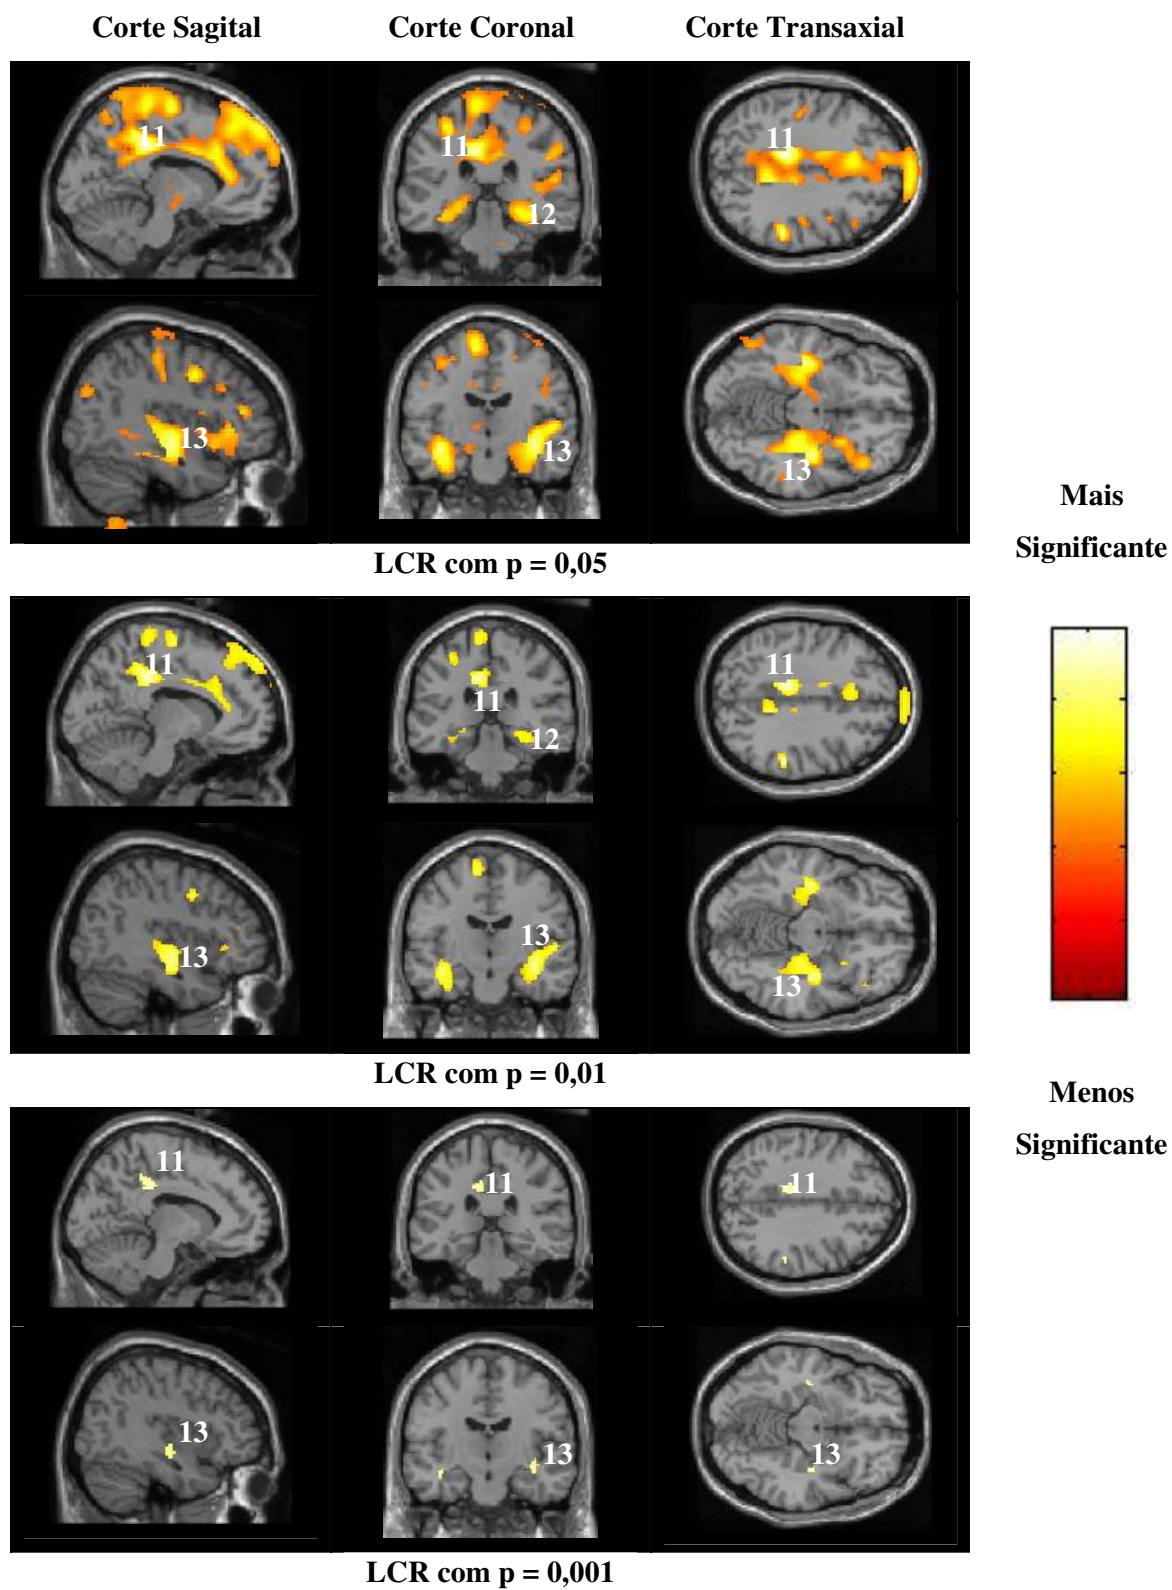 Corte Sagital Corte Coronal Corte Transaxial
11 11 11
12
13 13 13
LCR com p = 0,05
Mais
Significante
11 11 11
12
13 13 13
LCR com p = 0,01
Menos
Significante
11 11 11
13 13 13
LCR com p = 0,001